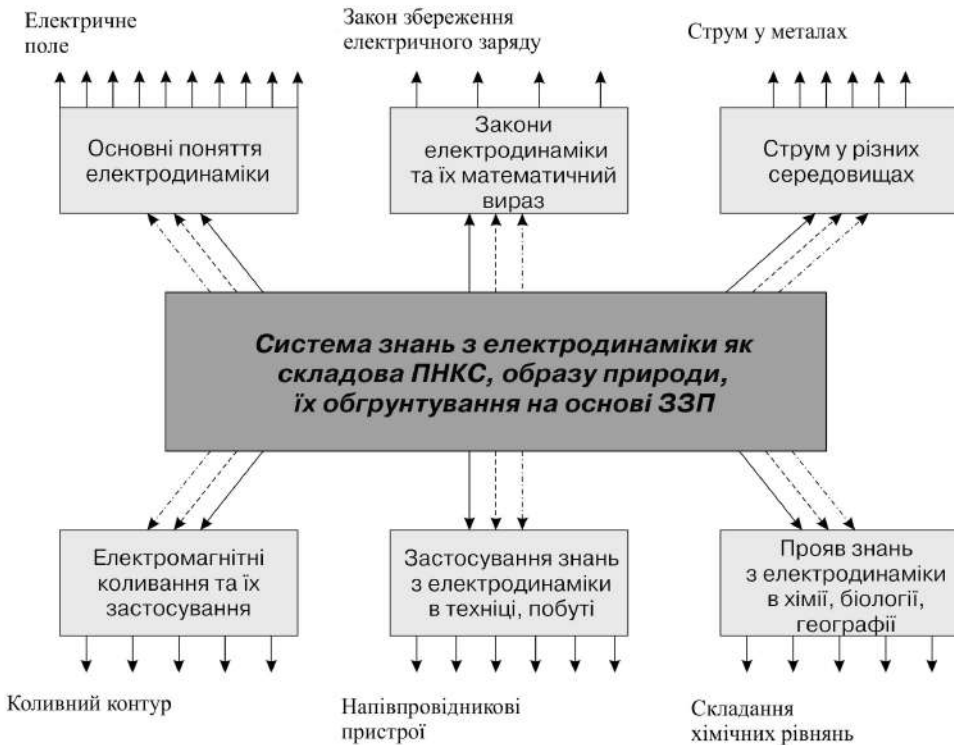 Електричне
поле
Закон збереження
електричного заряду
Струм у металах
Основні поняття
електродинаміки
Закони
електродинаміки
та їх математичний
вираз
Струм у різних
середовищах
Система знань з електродинаміки як
складова ПНКС, образу природи,
їх обгрунтування на основі ЗЗП
Електромагнітні
коливання та їх
застосування
Застосування знань
з електродинаміки
в техніці, побуті
Прояв знань
з електродинаміки
в хімії, біології,
географії
Коливний контур
Напівпровідникові
пристрої
Складання
хімічних рівнянь